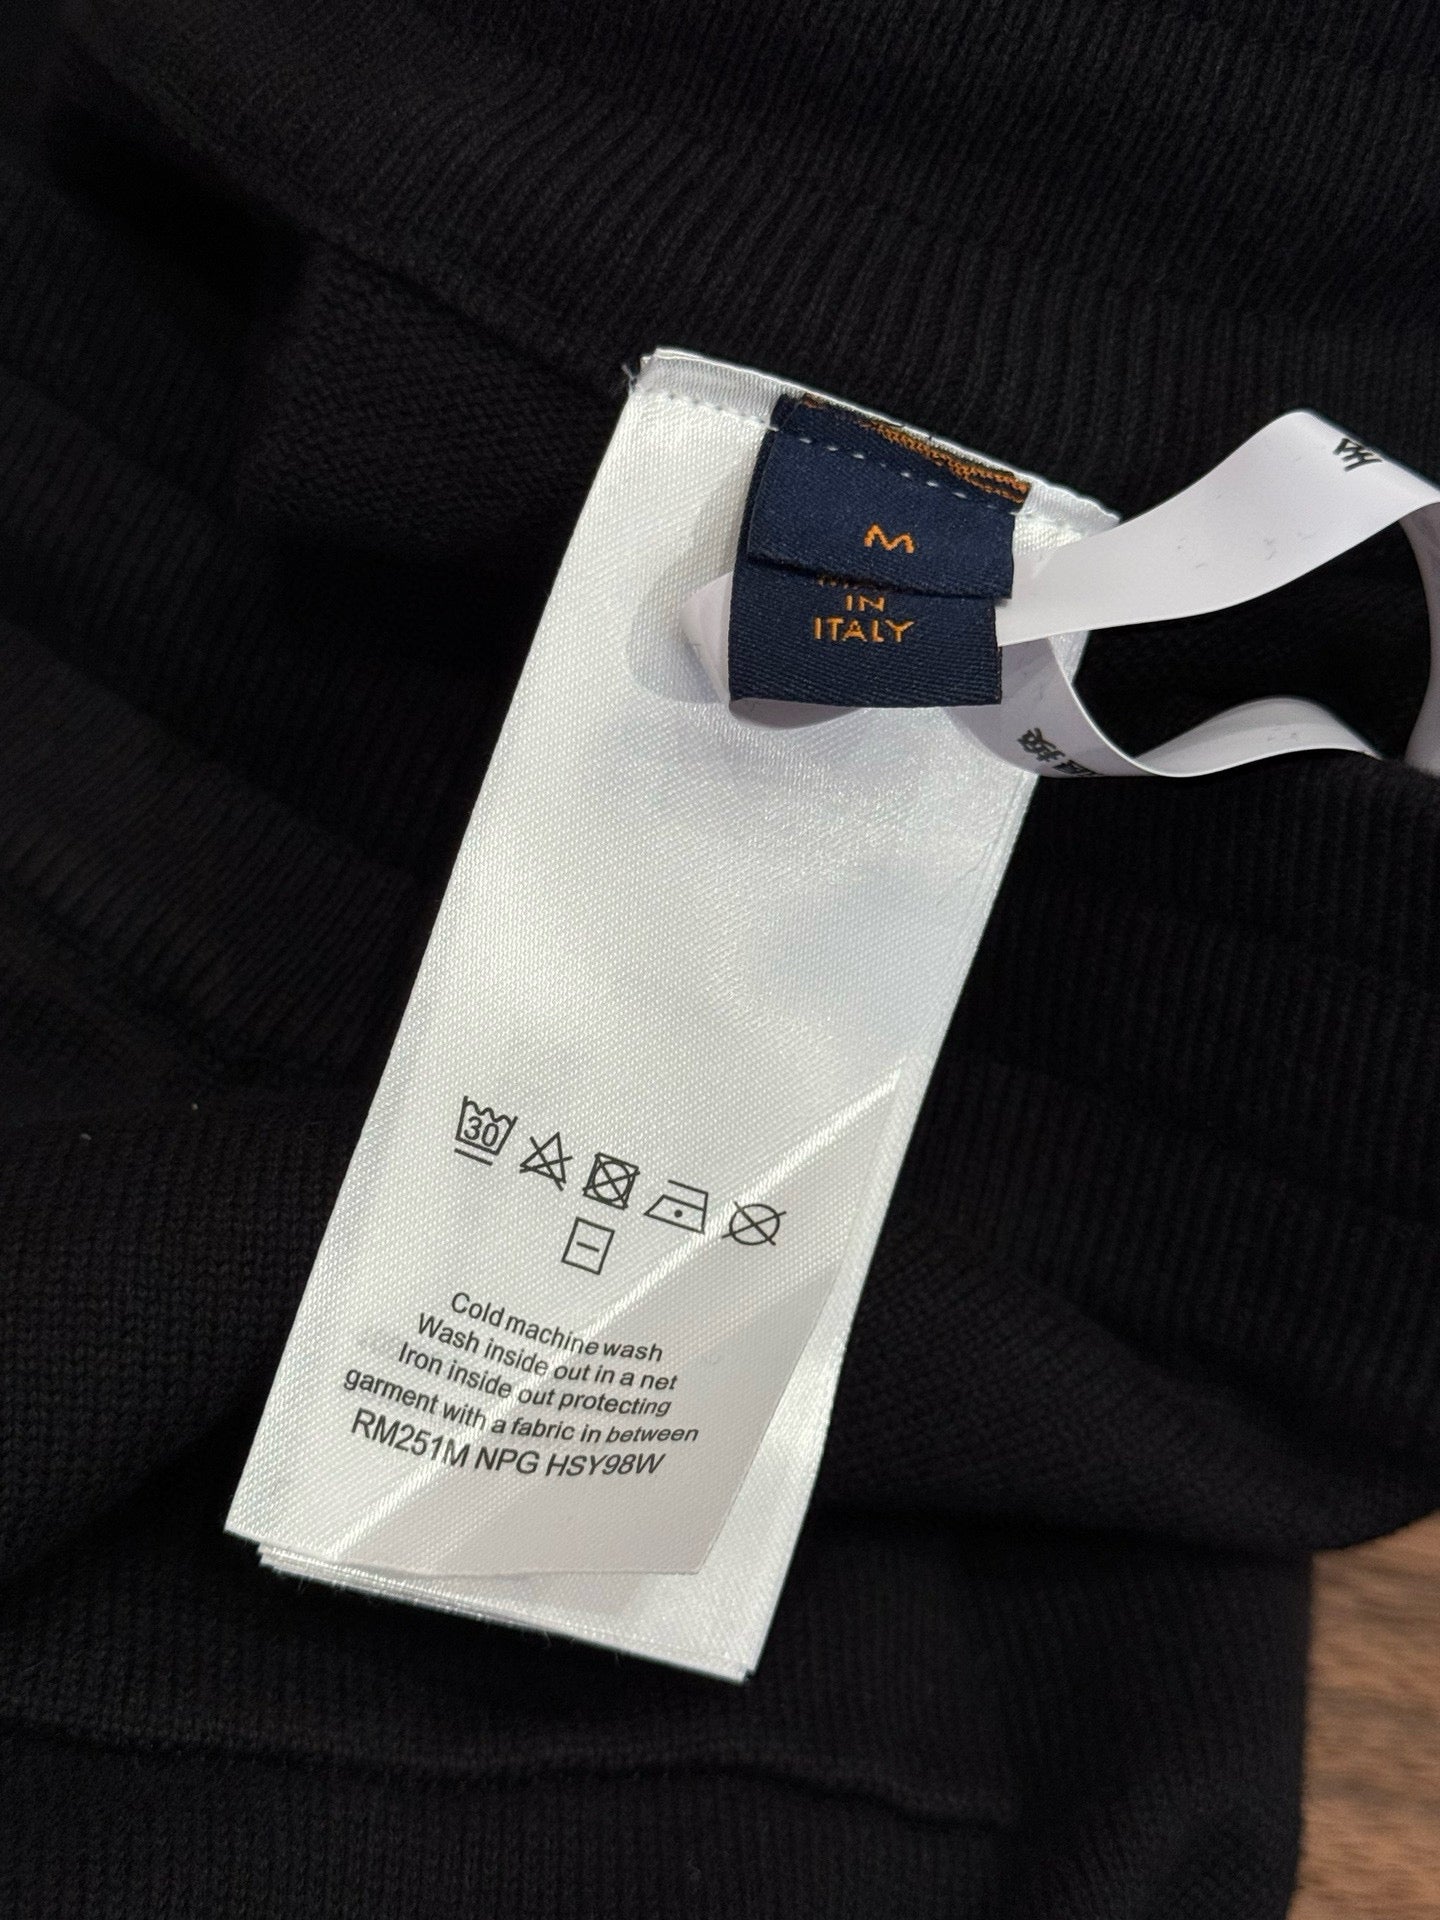 M
IN
ITALY
30
Cold machine wash
Wash inside out in a net
Iron inside out protecting
garment with a fabric in between
RM251M NPG HSY98W